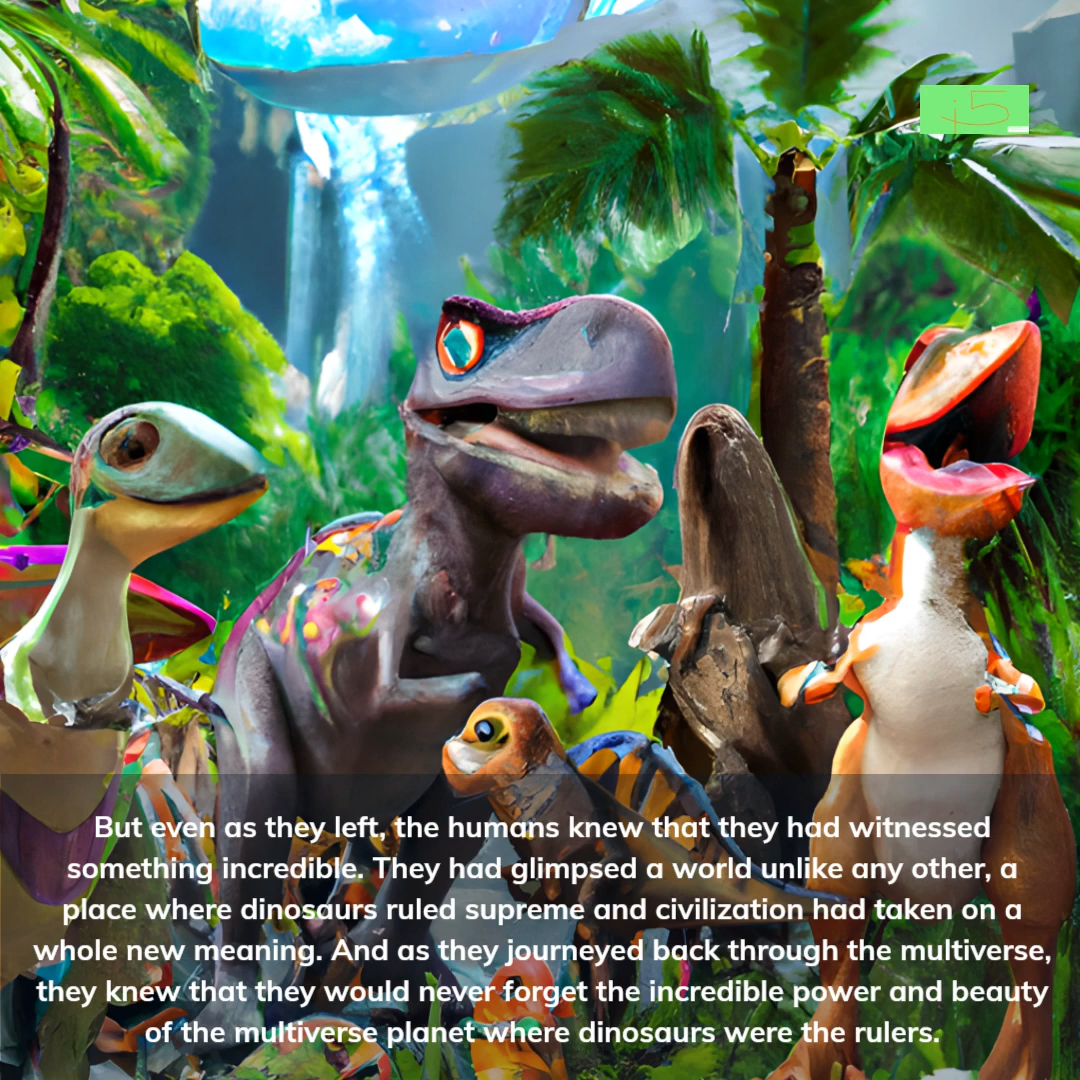 i5
But even as they left, the humans knew that they had witnessed
something incredible. They had glimpsed a world unlike any other, a
place where dinosaurs ruled supreme and civilization had taken on a
whole new meaning. And as they journeyed back through the multiverse,
they knew that they would never forget the incredible power and beauty
of the multiverse planet where dinosaurs were the rulers.